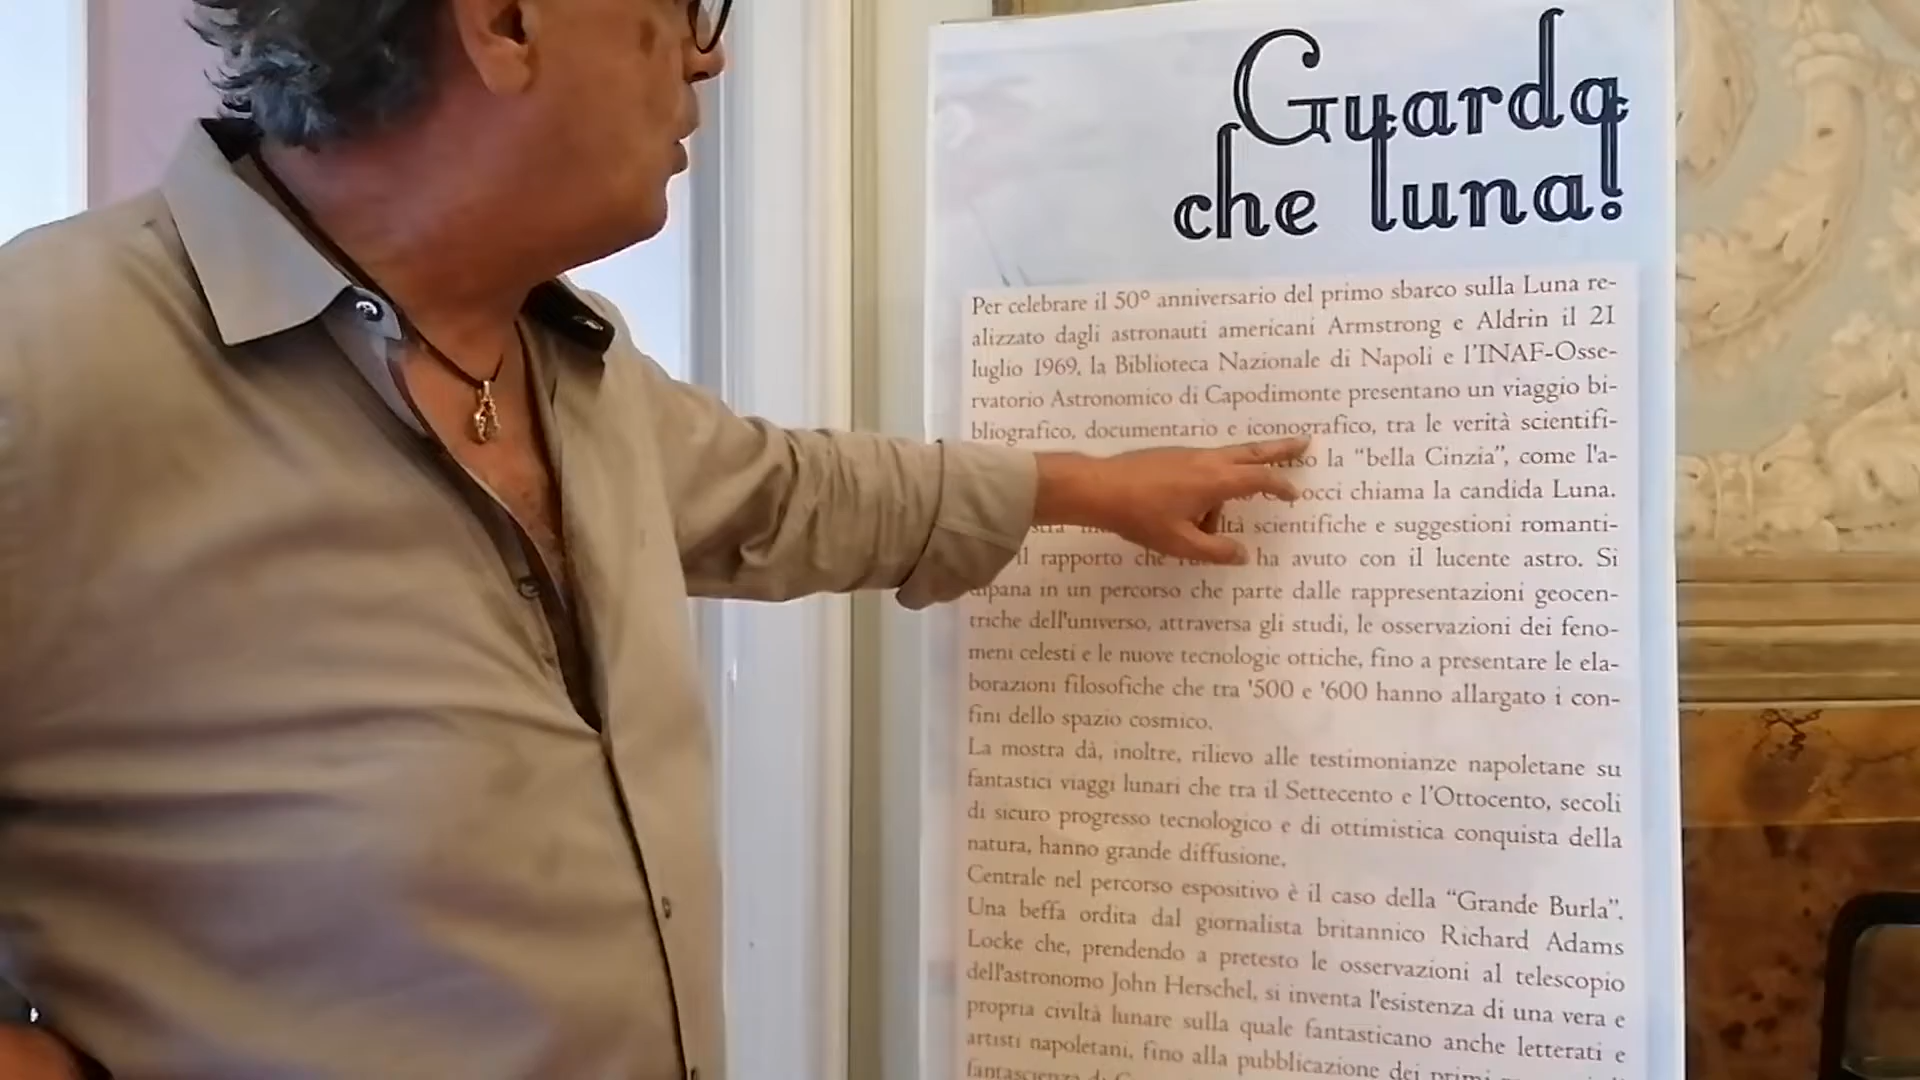 Guarda
che luna!
Per celebrare il 50° anniversario del primo sbarco sulla Luna re-
alizzato dagli astronauti americani Armstrong e Aldrin il 21
luglio 1969, la Biblioteca Nazionale di Napoli e l'INAF-Osse-
rvatorio Astronomico di Capodimonte presentano un viaggio bi-
bliografico, documentario e iconografico, tra le verità scientifi-
la “bella Cinzia”, come l'a-
chiama la candida Luna.
scientifiche e suggestioni romanti-
il rapporto che ha avuto con il lucente astro. Si
dipana in un percorso che parte dalle rappresentazioni geocen-
triche dell'universo, attraversa gli studi, le osservazioni dei feno-
meni celesti e le nuove tecnologie ottiche, fino a presentare le ela-
borazioni filosofiche che tra '500 e '600 hanno allargato i con-
fini dello spazio cosmico.
La mostra dà, inoltre, rilievo alle testimonianze napoletane su
fantastici viaggi lunari che tra il Settecento e l'Ottocento, secoli
di sicuro progresso tecnologico e di ottimistica conquista della
natura, hanno grande diffusione.
Centrale nel percorso espositivo è il caso della “Grande Burla”.
Una beffa ordita dal giornalista britannico Richard Adams
Locke che, prendendo a pretesto le osservazioni al telescopio
dell'astronomo John Herschel, si inventa l'esistenza di una vera e
propria civiltà lunare sulla quale fantasticano anche letterati e
artisti napoletani, fino alla pubblicazione dei primi